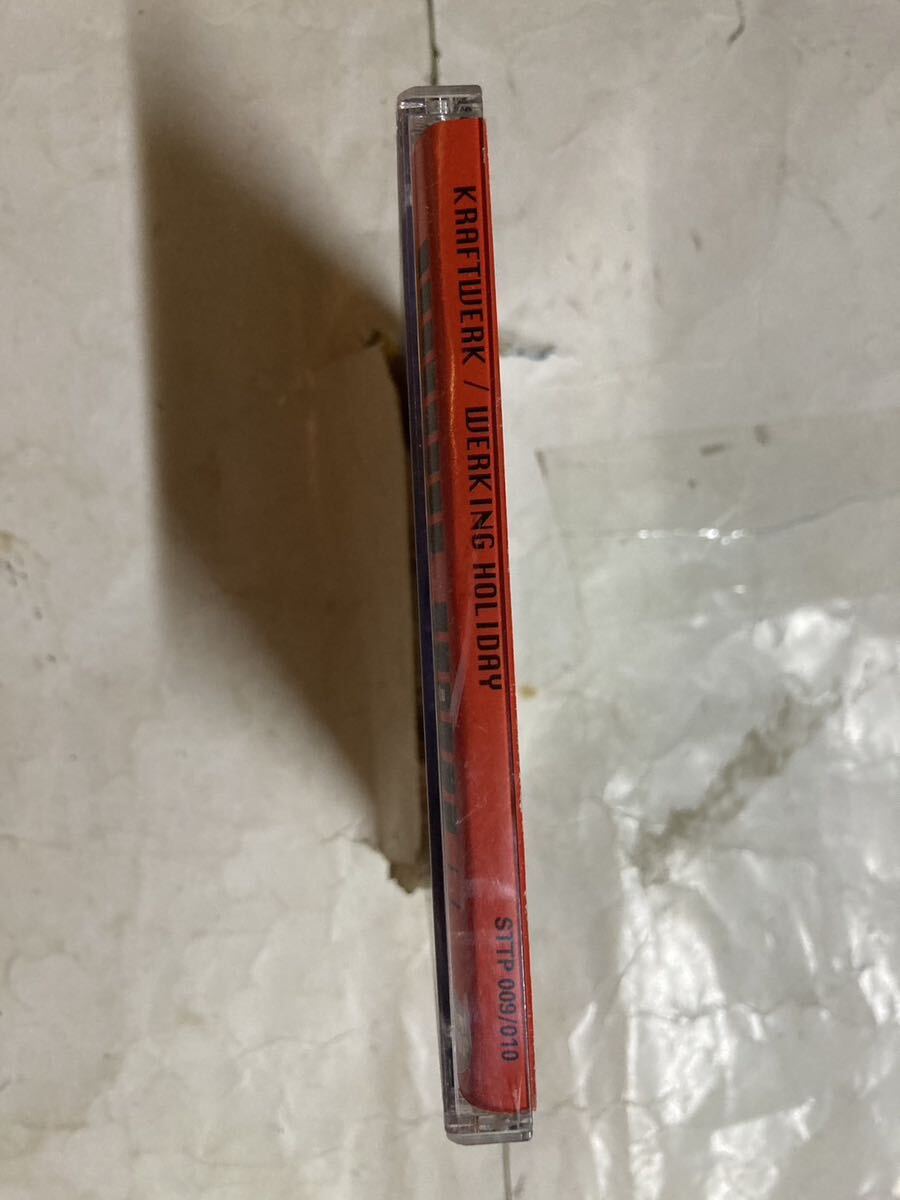 KRAFTWERK / WERKING HOLIDAY
STTP 009/010